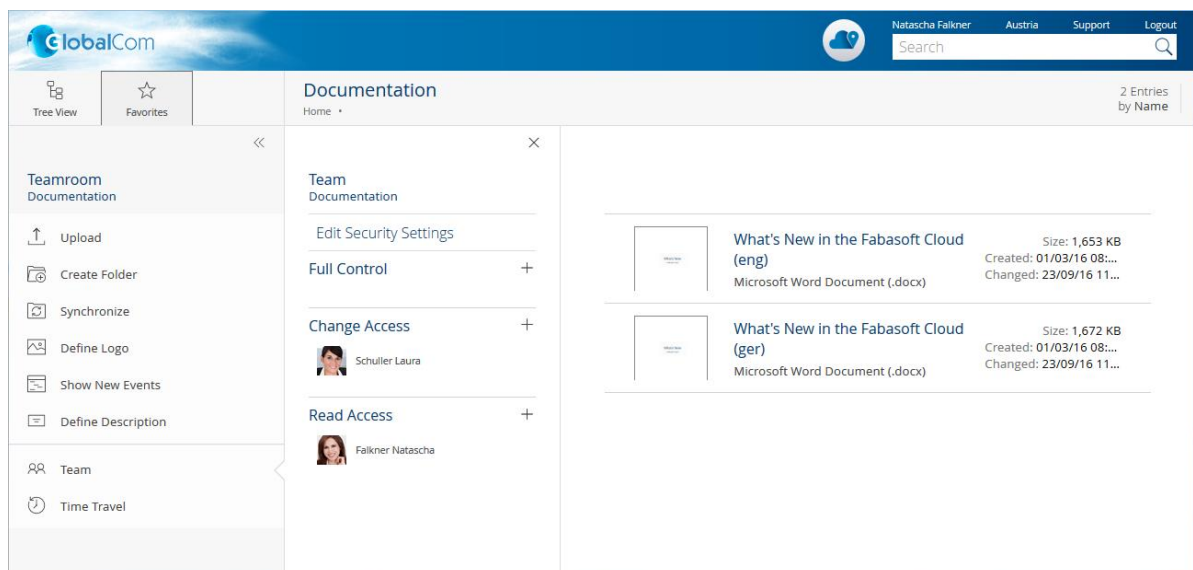 GlobalCom
Natascha Falkner Austria Support Logout
Search
Tree View
Favorites
Documentation
Home •
2 Entries
by Name
Teamroom
Documentation
Upload
Create Folder
Synchronize
Define Logo
Show New Events
Define Description
Team
Time Travel
Team
Documentation
Edit Security Settings
Full Control
Change Access
Schuller Laura
Read Access
Falkner Natascha
What's New in the Fabasoft Cloud
(eng)
Microsoft Word Document (.docx)
Size: 1,653 KB
Created: 01/03/16 08:...
Changed: 23/09/16 11...
What's New in the Fabasoft Cloud
(ger)
Microsoft Word Document (.docx)
Size: 1,672 KB
Created: 01/03/16 08:...
Changed: 23/09/16 11...